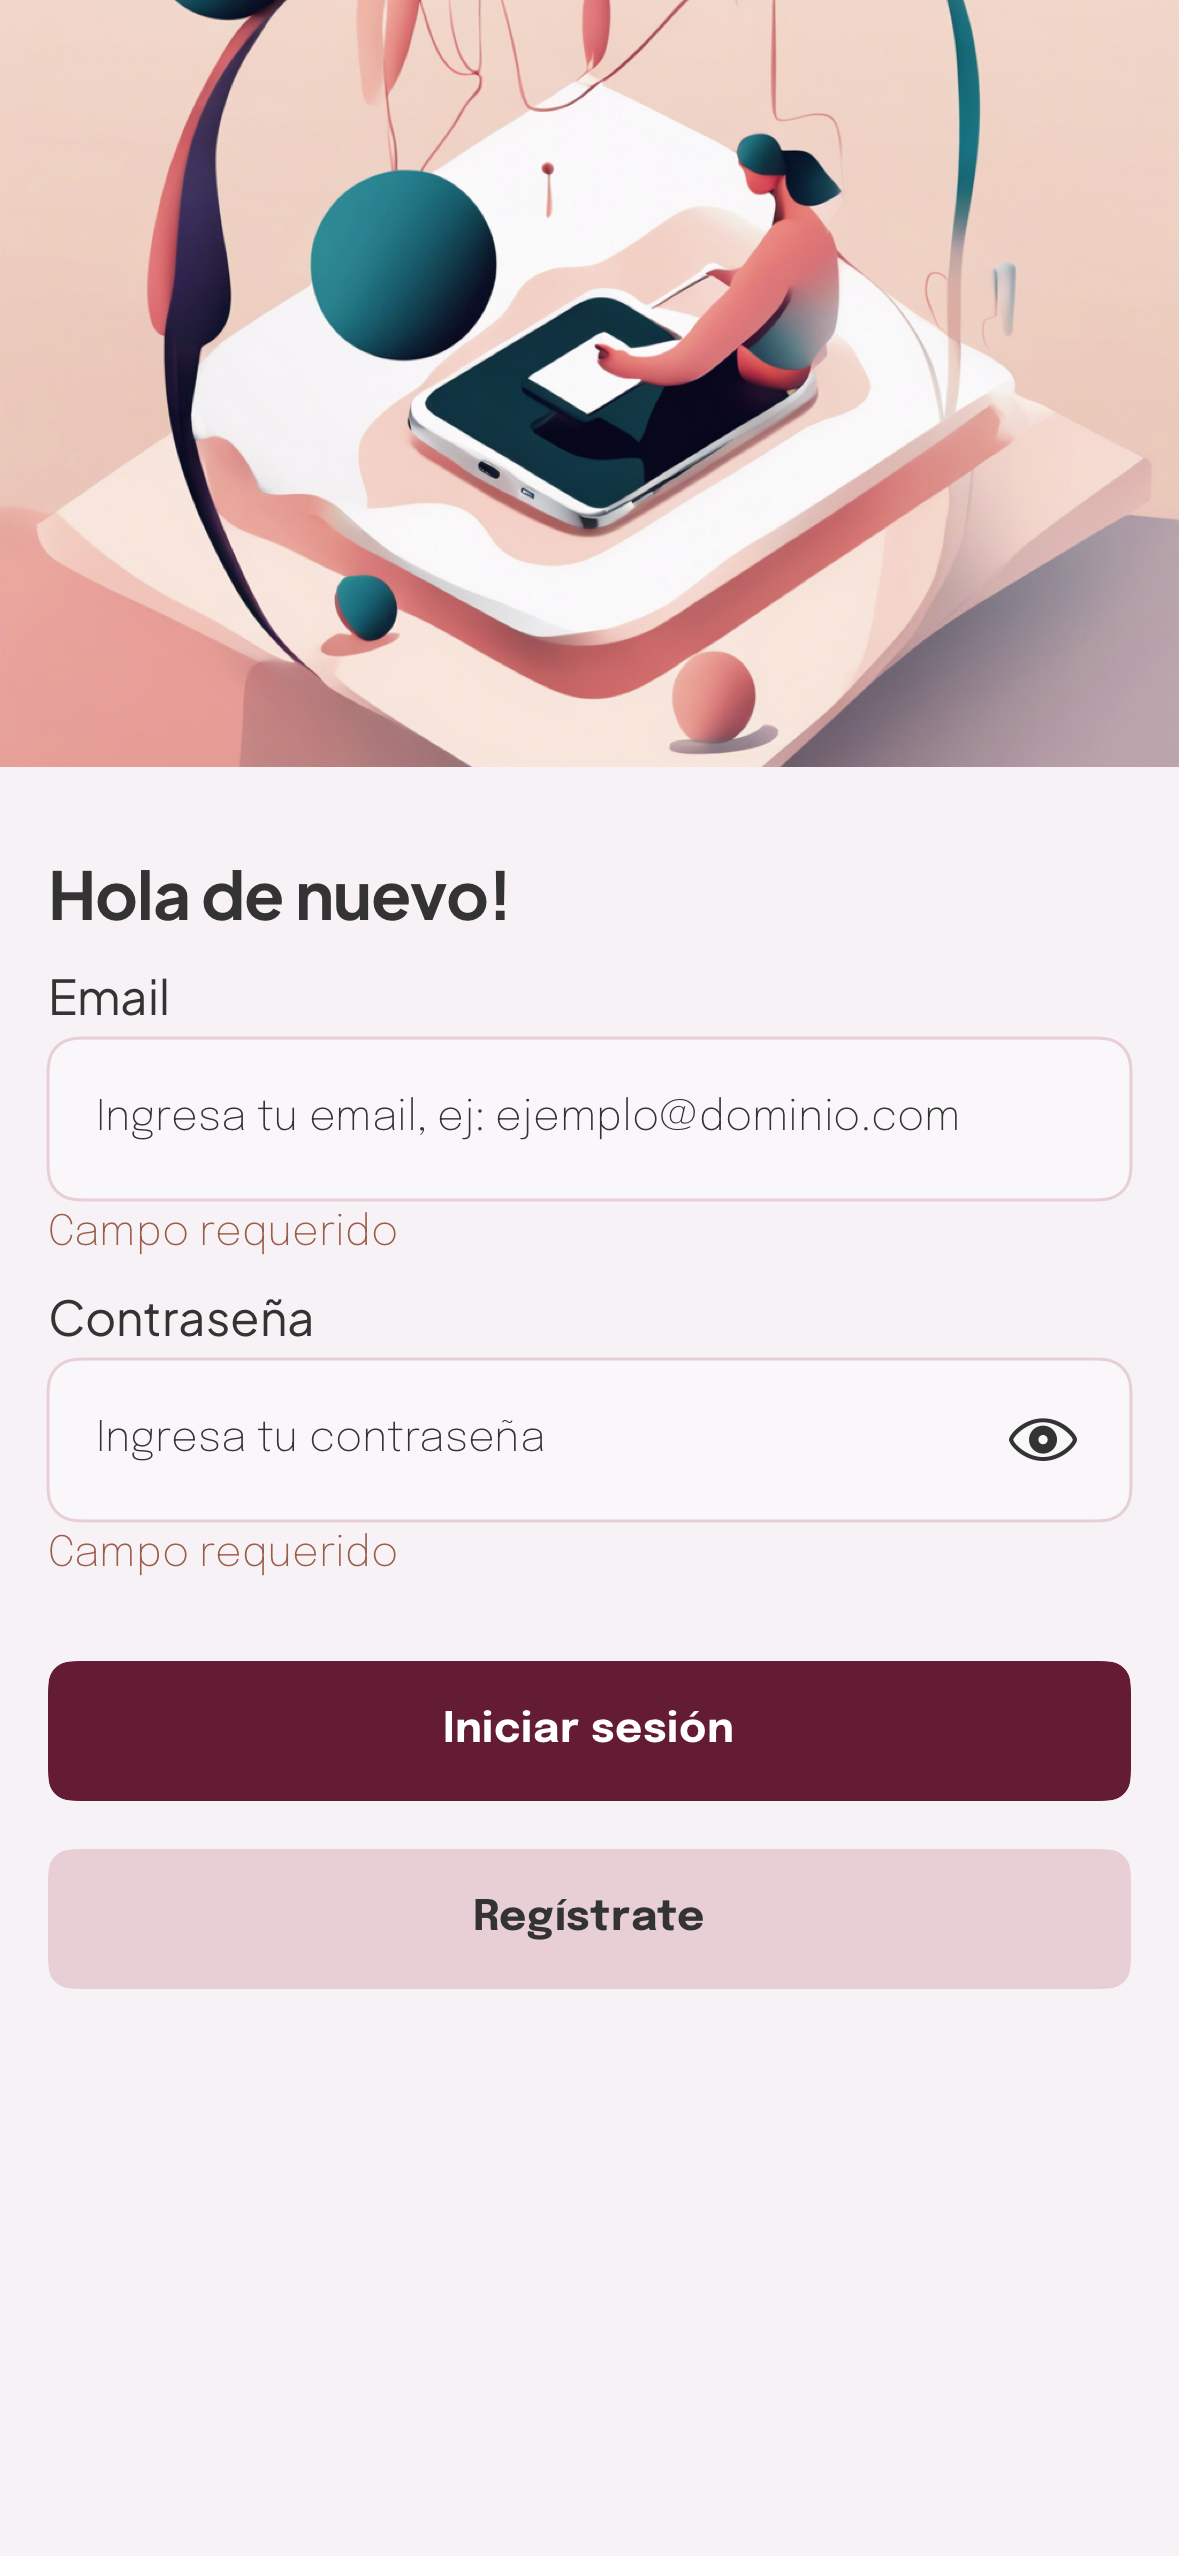 Hola de nuevo!
Email
Ingresa tu email, ej: ejemplo@dominio.com
Campo requerido
Contraseña
Ingresa tu contraseña
Campo requerido
Iniciar sesión
Regístrate